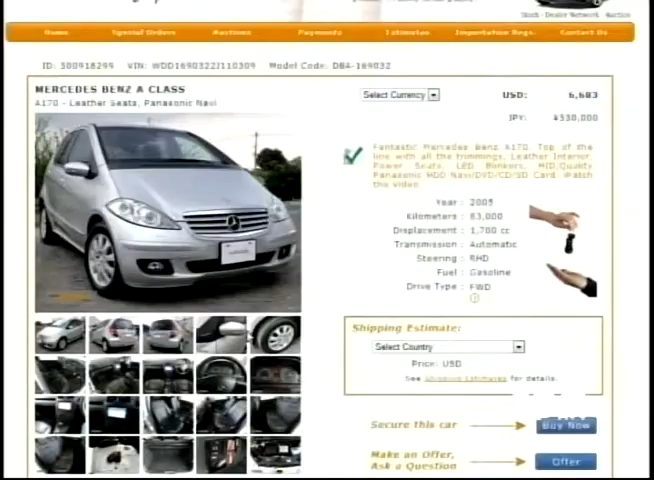 Stock - Dealer Network - Auction
Home Special Orders Auctions Payments Estimates Importation Regs. Contact Us
ID: 500918299 VIN: WDD1690322J110309 Model Code: DBA-169032
MERCEDES BENZ A CLASS
A170 - Leather Seats, Panasonic Navi
Select Currency
USD: 6,683
JPY: ¥530,000
Fantastic Mercedes Benz A170. Top of the
line with all the trimmings, Leather Interior,
Power Seats, LED Blinkers, HID, Quality
Panasonic HDD Navi/DVD/CD/SD Card. Watch
the video.
Year : 2005
Kilometers : 83,000
Displacement : 1,700 cc
Transmission : Automatic
Steering : RHD
Fuel : Gasoline
Drive Type : FWD
Shipping Estimate:
Select Country
Price: USD
See Shipping Estimates for details.
Secure this car
Buy Now
Make an Offer,
Ask a Question
Offer